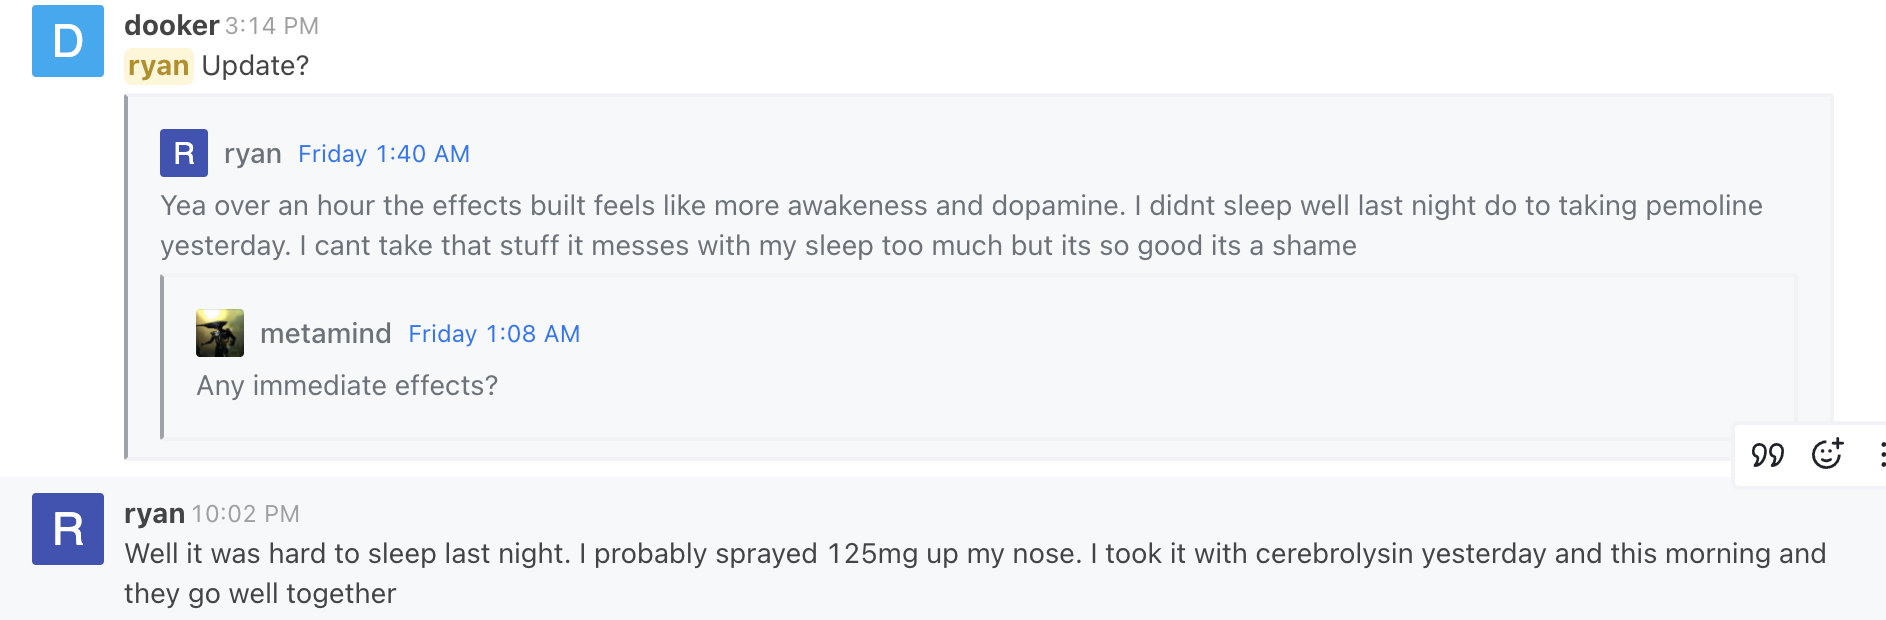 D
dooker 3:14 PM
ryan Update?
R ryan Friday 1:40 AM
Yea over an hour the effects built feels like more awakeness and dopamine. I didnt sleep well last night do to taking pemoline
yesterday. I cant take that stuff it messes with my sleep too much but its so good its a shame
metamind Friday 1:08 AM
Any immediate effects?
R
ryan 10:02 PM
Well it was hard to sleep last night. I probably sprayed 125mg up my nose. I took it with cerebrolysin yesterday and this morning and
they go well together